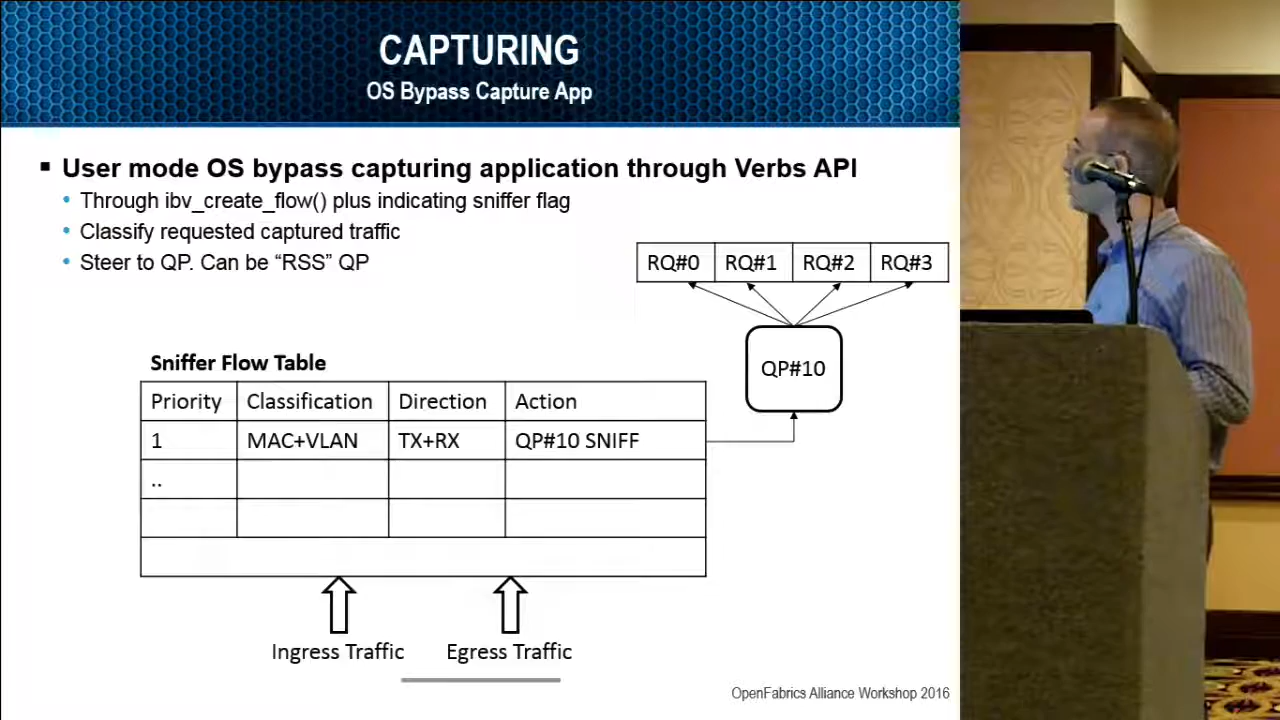 CAPTURING
OS Bypass Capture App
▪ User mode OS bypass capturing application through Verbs API
• Through ibv_create_flow() plus indicating sniffer flag
• Classify requested captured traffic
• Steer to QP. Can be “RSS” QP
RQ#0 RQ#1 RQ#2 RQ#3
QP#10
Sniffer Flow Table
Priority Classification Direction Action
1 MAC+VLAN TX+RX QP#10 SNIFF
..
Ingress Traffic Egress Traffic
OpenFabrics Alliance Workshop 2016